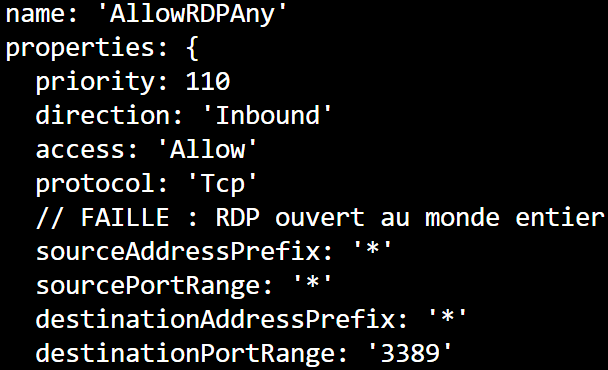 name: 'AllowRDPAny'
properties: {
  priority: 110
  direction: 'Inbound'
  access: 'Allow'
  protocol: 'Tcp'
  // FAILLE : RDP ouvert au monde entier
  sourceAddressPrefix: '*'
  sourcePortRange: '*'
  destinationAddressPrefix: '*'
  destinationPortRange: '3389'